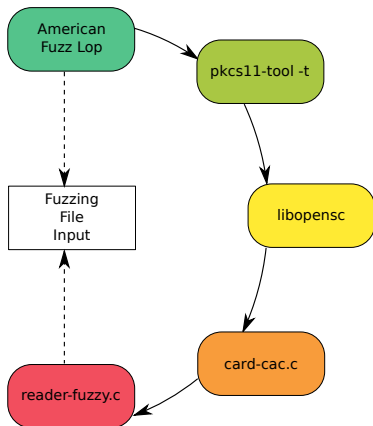 American
Fuzz Lop
pkcs11-tool -t
Fuzzing
File
Input
libopensc
card-cac.c
reader-fuzzy.c